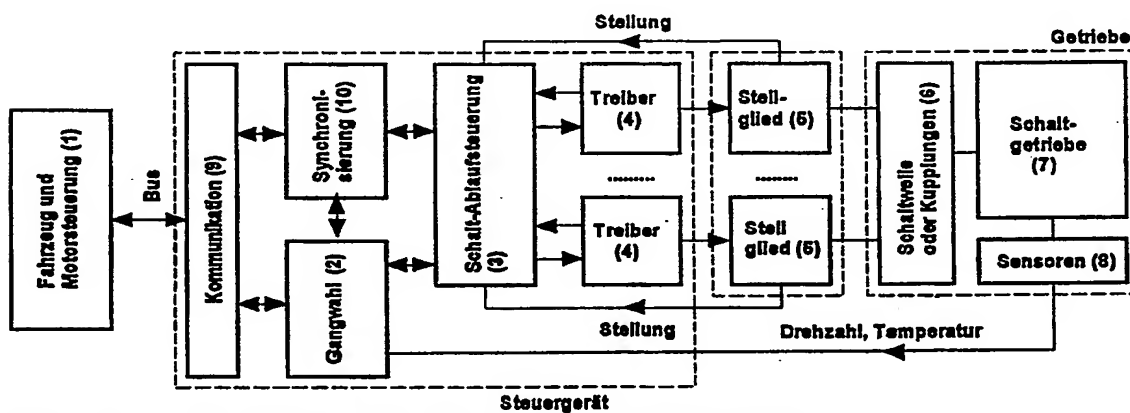 Stellung
Getriebe
Fahrzeug und
Motorsteuerung (1)
Bus
Kommunikation (9)
Synchroni-
sierung (10)
Gangwahl (2)
Schalt-Ablaufsteuerung
(3)
Treiber
(4)
.........
Treiber
(4)
Stell-
glied (5)
........
Stell
glied (5)
Schaltwelle
oder Kupplungen (6)
Schalt-
getriebe
(7)
Sensoren (8)
Stellung
Drehzahl, Temperatur
Steuergerät